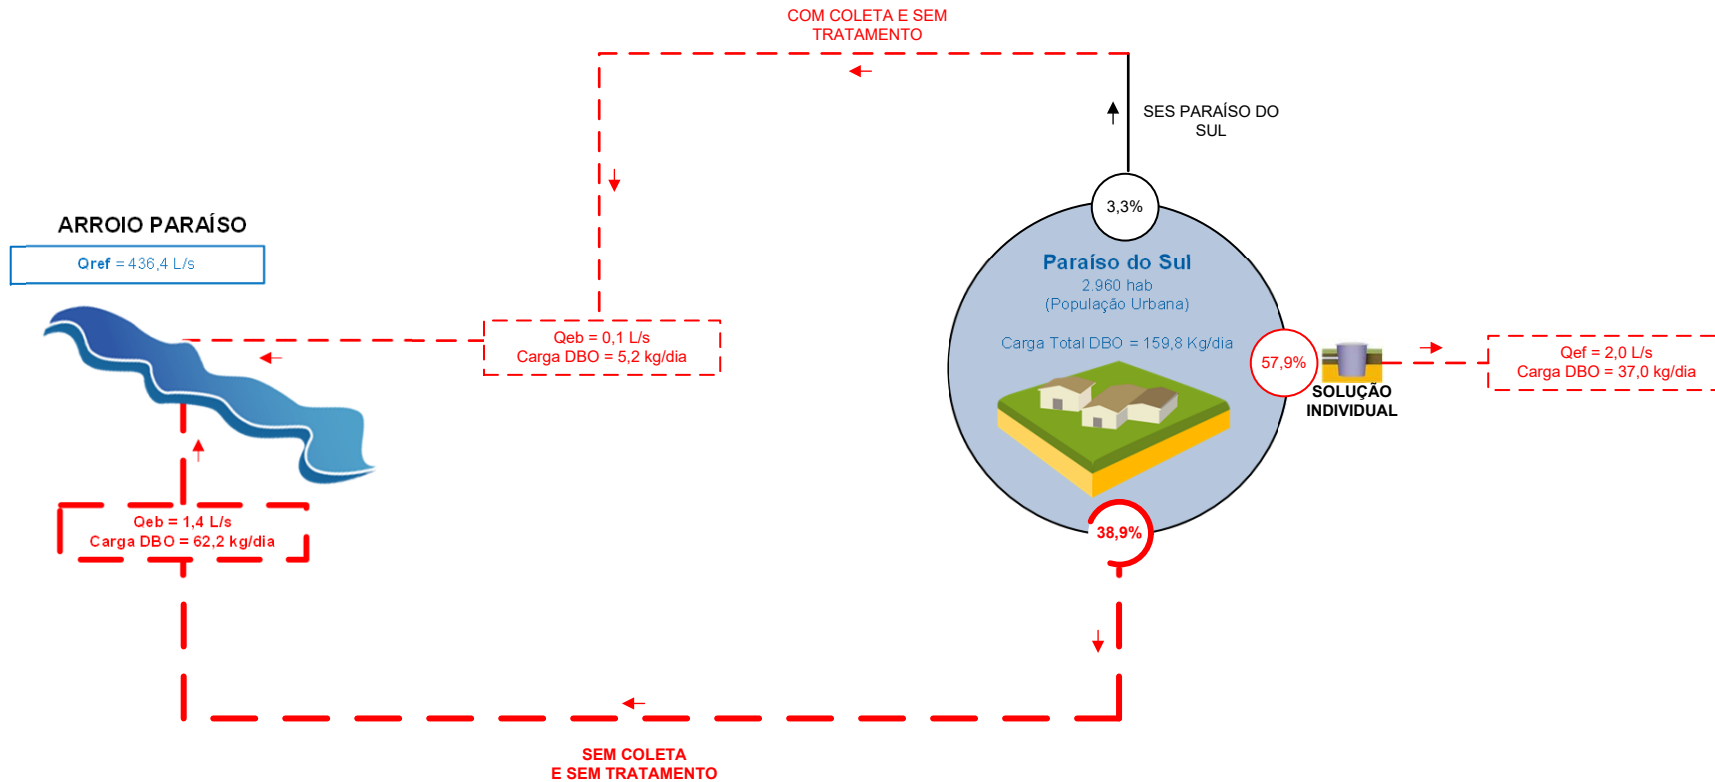 COM COLETA E SEM
TRATAMENTO
SES PARAÍSO DO
SUL
3,3%
ARROIO PARAÍSO
Qref = 436,4 L/s
Paraíso do Sul
2.960 hab
(População Urbana)
Carga Total DBO = 159,8 Kg/dia
Qeb = 0,1 L/s
Carga DBO = 5,2 kg/dia
57,9%
SOLUÇÃO
INDIVIDUAL
Qef = 2,0 L/s
Carga DBO = 37,0 kg/dia
Qeb = 1,4 L/s
Carga DBO = 62,2 kg/dia
38,9%
SEM COLETA
E SEM TRATAMENTO